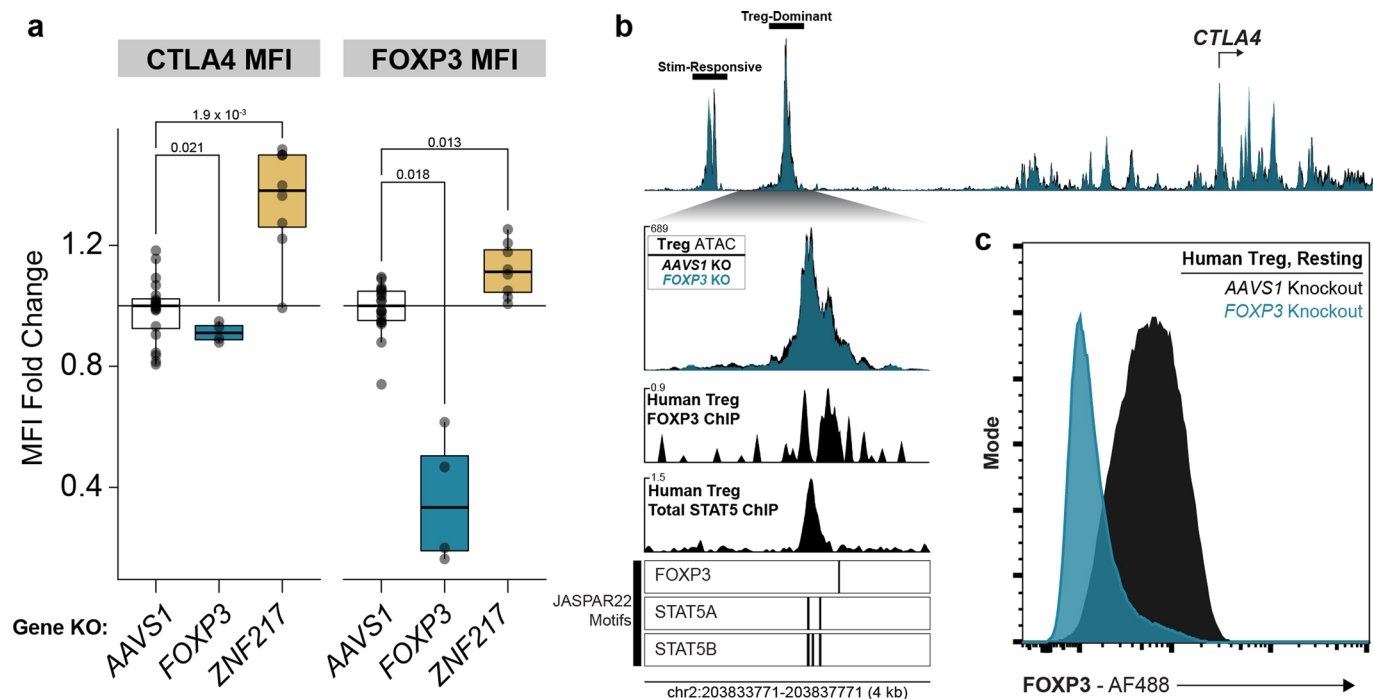 a
CTLA4 MFI
FOXP3 MFI
1.9 x 10⁻³
0.021
0.013
0.018
MFI Fold Change
1.2
0.8
0.4
Gene KO:
AAVS1
FOXP3
ZNF217
AAVS1
FOXP3
ZNF217
b
Treg-Dominant
Stim-Responsive
CTLA4
689
Treg ATAC
AAVS1 KO
FOXP3 KO
0.9
Human Treg
FOXP3 ChIP
1.5
Human Treg
Total STAT5 ChIP
JASPAR22
Motifs
FOXP3
STAT5A
STAT5B
chr2:203833771-203837771 (4 kb)
c
Human Treg, Resting
AAVS1 Knockout
FOXP3 Knockout
Mode
FOXP3 - AF488